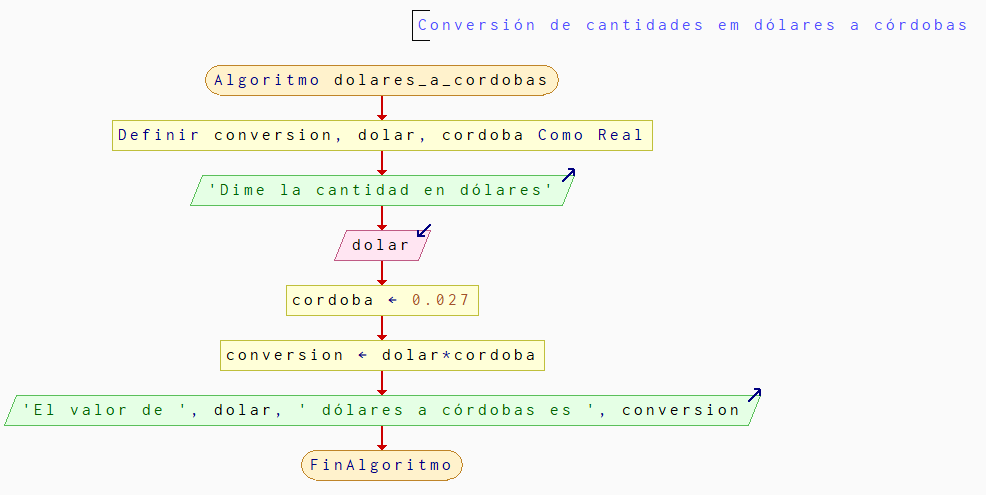 Conversión de cantidades em dólares a córdobas
Algoritmo dolares_a_cordobas
Definir conversion, dolar, cordoba Como Real
'Dime la cantidad en dólares'
dolar
cordoba ← 0.027
conversion ← dolar*cordoba
'El valor de ', dolar, ' dólares a córdobas es ', conversion
FinAlgoritmo